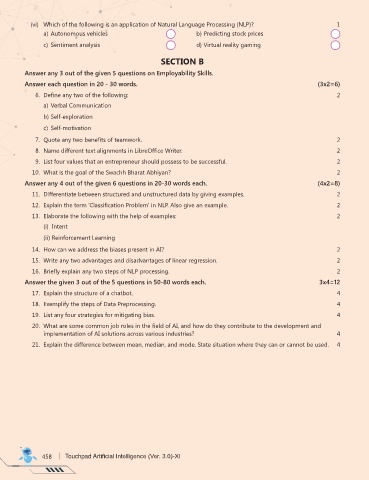 (vi) Which of the following is an application of Natural Language Processing (NLP)? 1
a) Autonomous vehicles b) Predicting stock prices
c) Sentiment analysis d) Virtual reality gaming
SECTION B
Answer any 3 out of the given 5 questions on Employability Skills.
Answer each question in 20 - 30 words. (3x2=6)
6. Define any two of the following: 2
a) Verbal Communication
b) Self-exploration
c) Self-motivation
7. Quote any two benefits of teamwork. 2
8. Name different text alignments in LibreOffice Writer. 2
9. List four values that an entrepreneur should possess to be successful. 2
10. What is the goal of the Swachh Bharat Abhiyan? 2
Answer any 4 out of the given 6 questions in 20-30 words each. (4x2=8)
11. Differentiate between structured and unstructured data by giving examples. 2
12. Explain the term 'Classification Problem' in NLP. Also give an example. 2
13. Elaborate the following with the help of examples: 2
(i) Intent
(ii) Reinforcement Learning
14. How can we address the biases present in AI? 2
15. Write any two advantages and disadvantages of linear regression. 2
16. Briefly explain any two steps of NLP processing. 2
Answer the given 3 out of the 5 questions in 50-80 words each. 3x4=12
17. Explain the structure of a chatbot. 4
18. Exemplify the steps of Data Preprocessing. 4
19. List any four strategies for mitigating bias. 4
20. What are some common job roles in the field of AI, and how do they contribute to the development and
implementation of AI solutions across various industries? 4
21. Explain the difference between mean, median, and mode. State situation where they can or cannot be used. 4
458 Touchpad Artificial Intelligence (Ver. 3.0)-XI